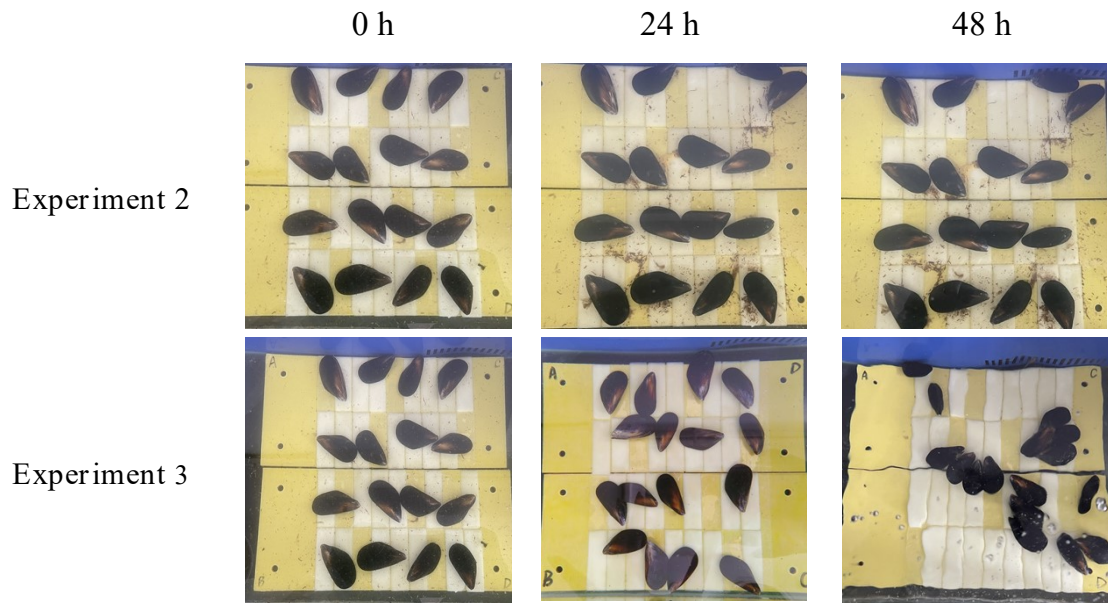 0 h 24 h 48 h
Experiment 2
C
D
Experiment 3
A C
B D
A D
B C
A C
D